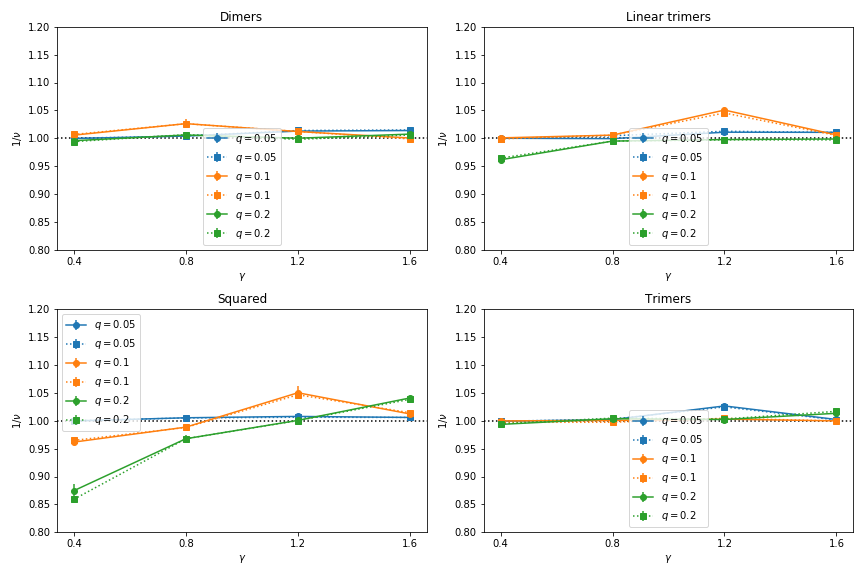 Dimers
1.20
1.15
1.10
1.05
1.00
0.95
0.90
0.85
0.80
1/ν
q = 0.05
q = 0.05
q = 0.1
q = 0.1
q = 0.2
q = 0.2
0.4 0.8 1.2 1.6
γ
Linear trimers
1.20
1.15
1.10
1.05
1.00
0.95
0.90
0.85
0.80
1/ν
q = 0.05
q = 0.05
q = 0.1
q = 0.1
q = 0.2
q = 0.2
0.4 0.8 1.2 1.6
γ
Squared
1.20
1.15
1.10
1.05
1.00
0.95
0.90
0.85
0.80
1/ν
q = 0.05
q = 0.05
q = 0.1
q = 0.1
q = 0.2
q = 0.2
0.4 0.8 1.2 1.6
γ
Trimers
1.20
1.15
1.10
1.05
1.00
0.95
0.90
0.85
0.80
1/ν
q = 0.05
q = 0.05
q = 0.1
q = 0.1
q = 0.2
q = 0.2
0.4 0.8 1.2 1.6
γ